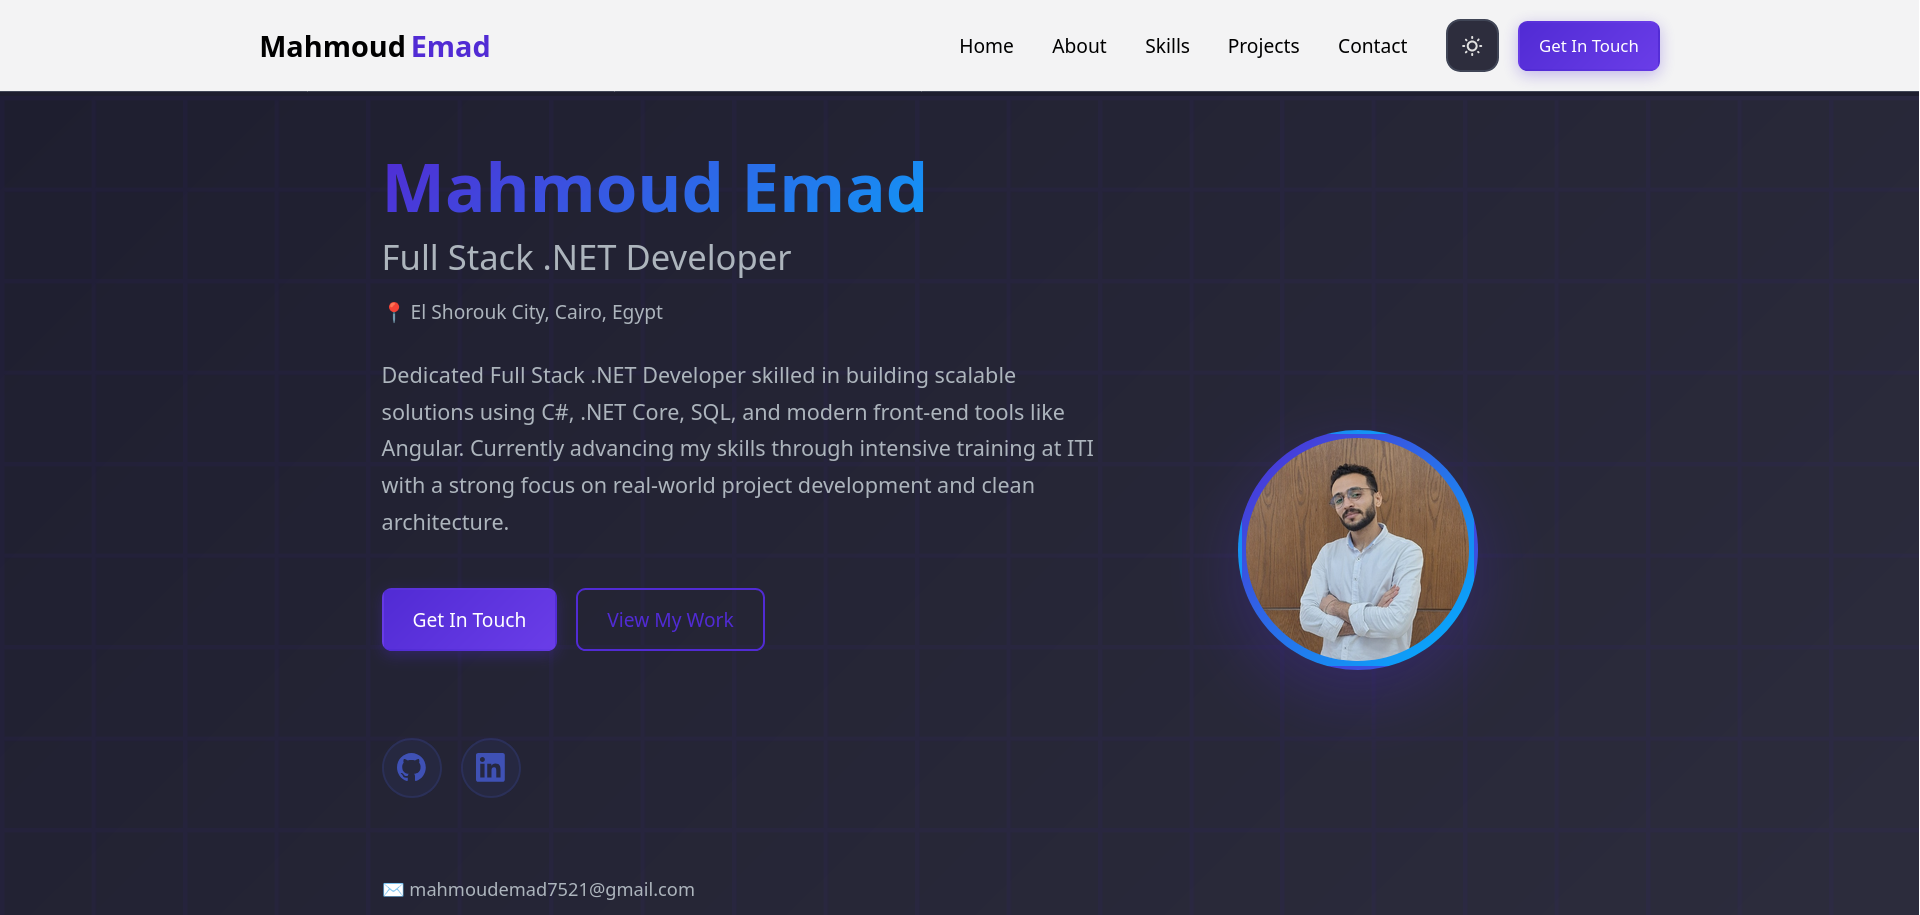 Mahmoud Emad
Home About Skills Projects Contact Get In Touch
Mahmoud Emad
Full Stack .NET Developer
📍 El Shorouk City, Cairo, Egypt
Dedicated Full Stack .NET Developer skilled in building scalable
solutions using C#, .NET Core, SQL, and modern front-end tools like
Angular. Currently advancing my skills through intensive training at ITI
with a strong focus on real-world project development and clean
architecture.
Get In Touch View My Work
in
✉️ mahmoudemad7521@gmail.com